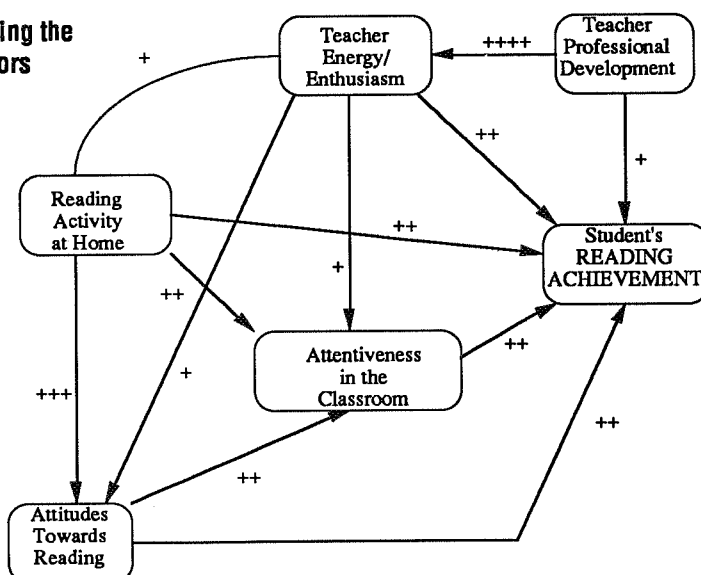 ing the
ors
Teacher
Energy/
Enthusiasm
Teacher
Professional
Development
++++
+
++
+
Reading
Activity
at Home
++
Student's
READING
ACHIEVEMENT
+
++
Attentiveness
in the
Classroom
++
+
+++
++
++
Attitudes
Towards
Reading